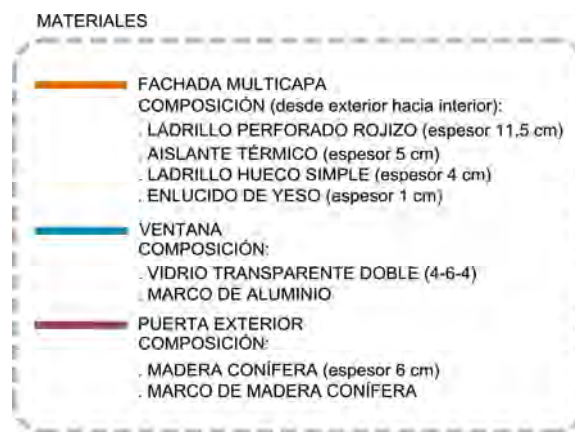 MATERIALES
FACHADA MULTICAPA
COMPOSICIÓN (desde exterior hacia interior):
. LADRILLO PERFORADO ROJIZO (espesor 11,5 cm)
. AISLANTE TÉRMICO (espesor 5 cm)
. LADRILLO HUECO SIMPLE (espesor 4 cm)
. ENLUCIDO DE YESO (espesor 1 cm)
VENTANA
COMPOSICIÓN:
. VIDRIO TRANSPARENTE DOBLE (4-6-4)
. MARCO DE ALUMINIO
PUERTA EXTERIOR
COMPOSICIÓN:
. MADERA CONÍFERA (espesor 6 cm)
. MARCO DE MADERA CONÍFERA